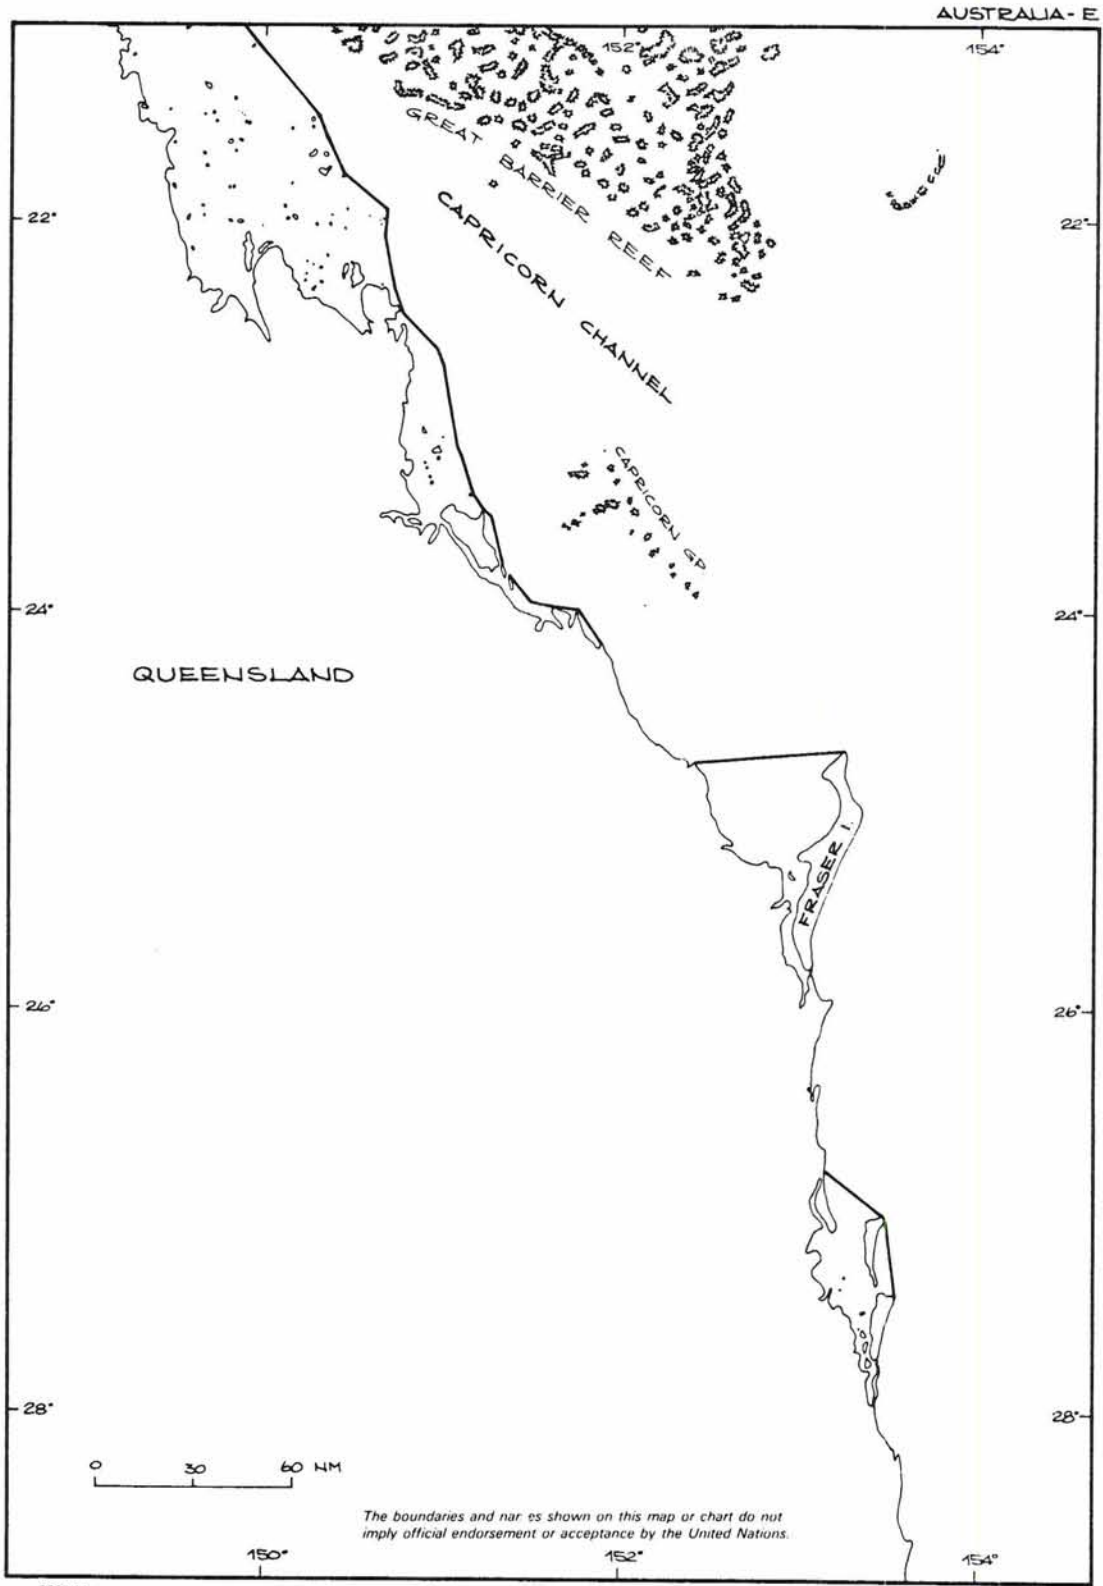 AUSTRALIA - E
152°
154°
GREAT BARRIER REEF
22°
22°
CAPRICORN CHANNEL
CAPRICORN GP.
24°
24°
QUEENSLAND
FRASER I.
26°
26°
28°
28°
0 30 60 NM
The boundaries and nar es shown on this map or chart do not
imply official endorsement or acceptance by the United Nations.
150°
152°
154°